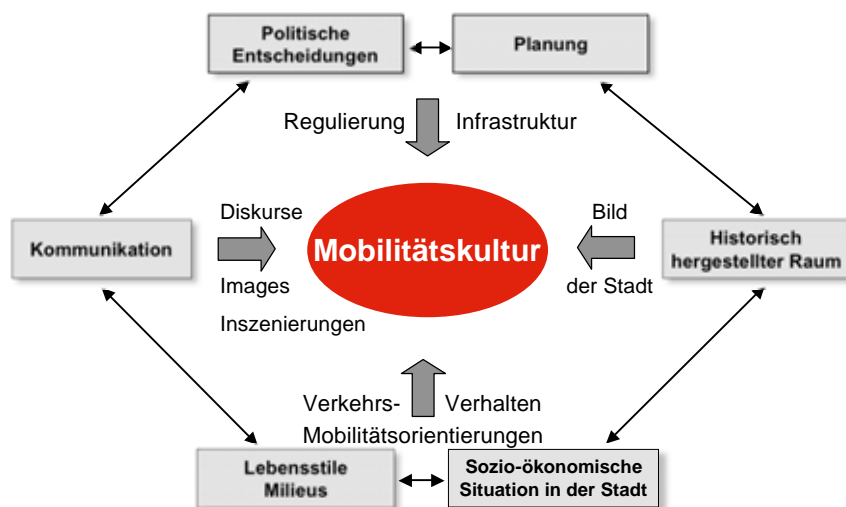 Politische
Entscheidungen
Planung
Regulierung
Infrastruktur
Diskurse
Bild
Kommunikation
Mobilitätskultur
Historisch
hergestellter Raum
Images
der Stadt
Inszenierungen
Verkehrs-
Verhalten
Mobilitätsorientierungen
Lebensstile
Milieus
Sozio-ökonomische
Situation in der Stadt